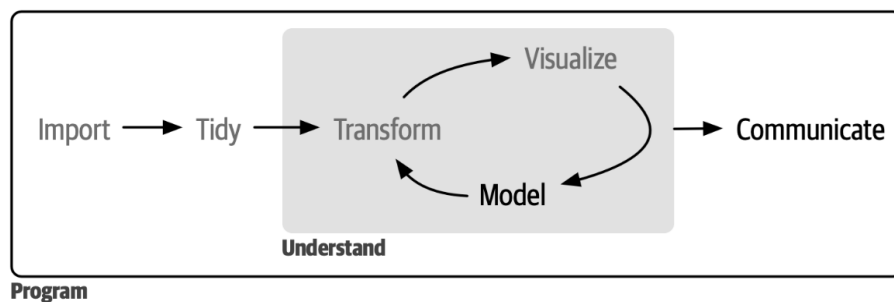 Visualize
Import Tidy Transform Communicate
Model
Understand
Program